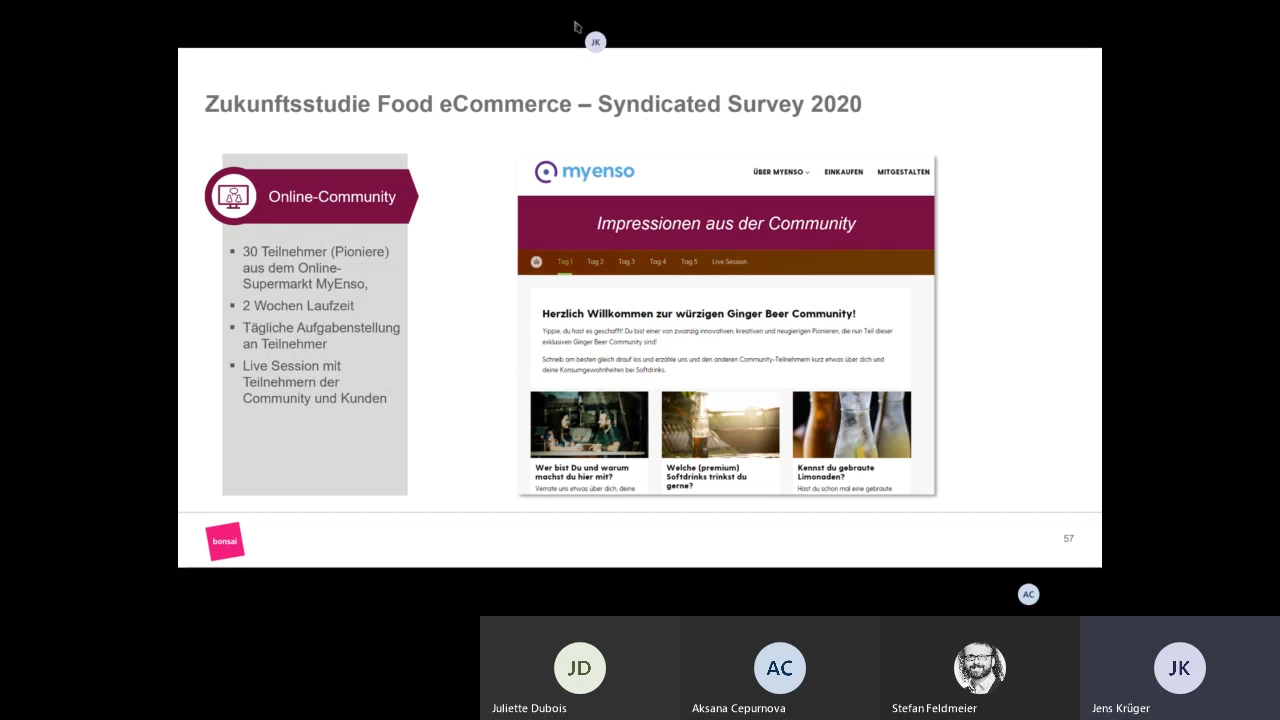 JK
Zukunftsstudie Food eCommerce – Syndicated Survey 2020
Online-Community
▪ 30 Teilnehmer (Pioniere)
aus dem Online-
Supermarkt MyEnso,
▪ 2 Wochen Laufzeit
▪ Tägliche Aufgabenstellung
an Teilnehmer
▪ Live Session mit
Teilnehmern der
Community und Kunden
myenso
ÜBER MYENSO EINKAUFEN MITGESTALTEN
Impressionen aus der Community
Tag 1 Tag 2 Tag 3 Tag 4 Tag 5 Live Session
Herzlich Willkommen zur würzigen Ginger Beer Community!
Yippie, du hast es geschafft! Du bist einer von zwanzig innovativen, kreativen und neugierigen Pionieren, die nun Teil dieser
exklusiven Ginger Beer Community sind!
Schreib am besten gleich drauf los und erzähle uns und den anderen Community-Teilnehmern kurz etwas über dich und
deine Konsumgewohnheiten bei Softdrinks.
Wer bist Du und warum
machst du hier mit?
Verrate uns etwas über dich, deine
Welche (premium)
Softdrinks trinkst du
gerne?
Kennst du gebraute
Limonaden?
Hast du schon mal eine gebraute
bonsai
57
AC
JD
Juliette Dubois
AC
Aksana Cepurnova
Stefan Feldmeier
JK
Jens Krüger